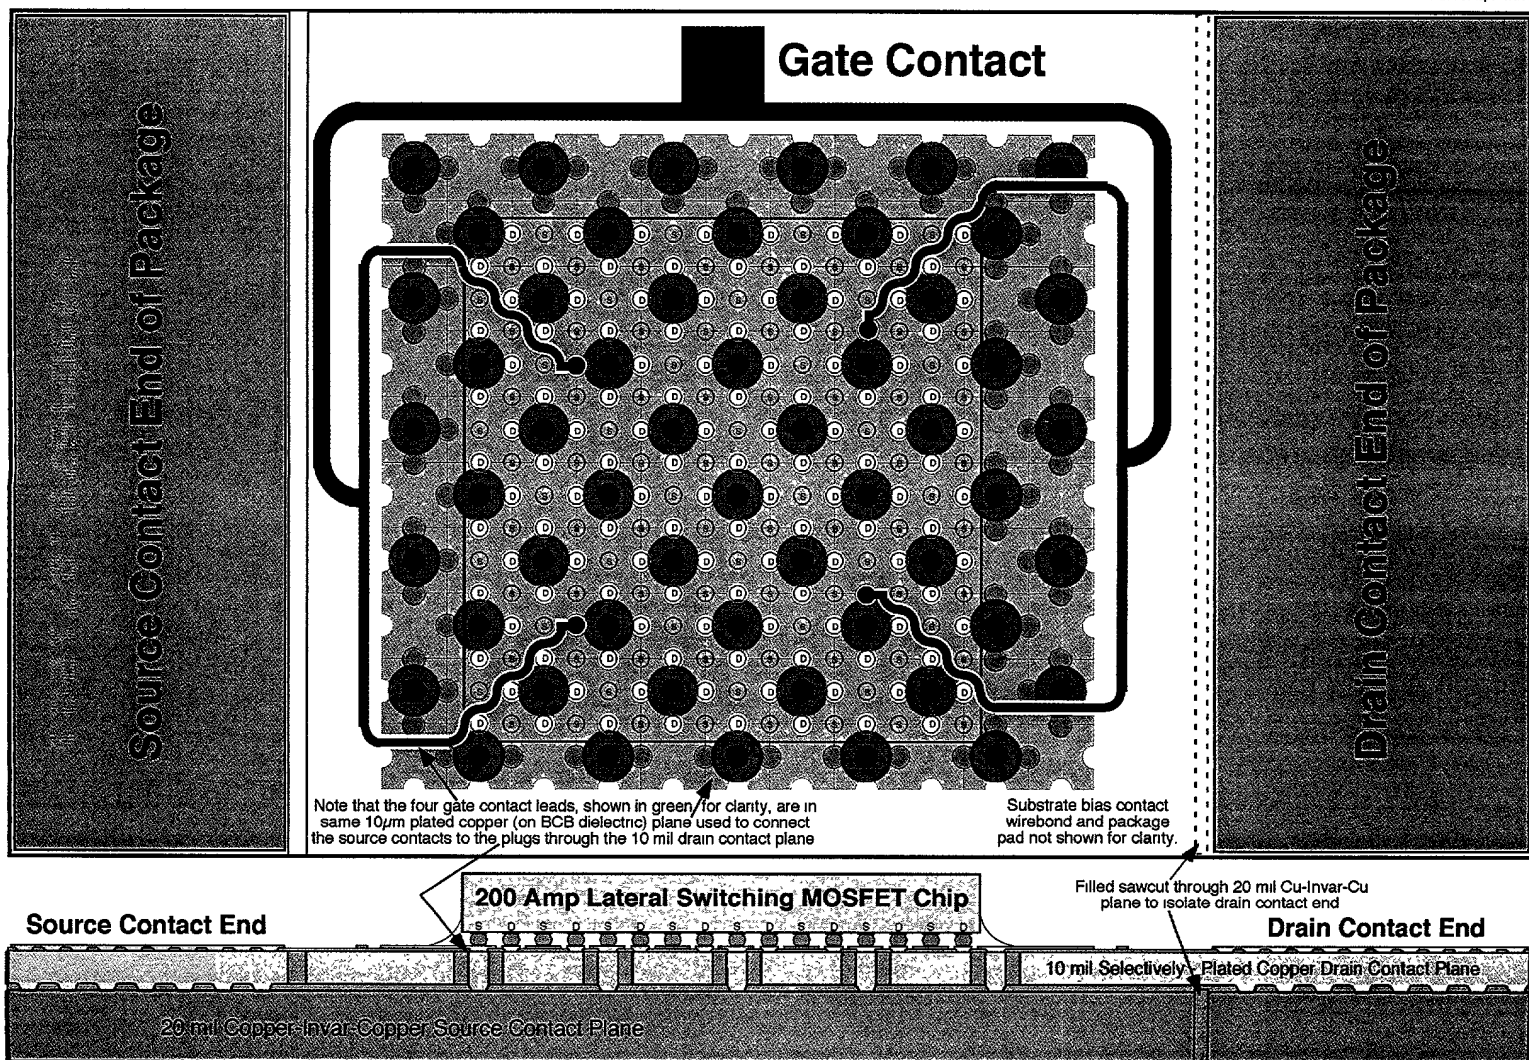 Gate Contact
Source Contact End of Package
Drain Contact End of Package
Note that the four gate contact leads, shown in green for clarity, are in
same 10µm plated copper (on BCB dielectric) plane used to connect
the source contacts to the plugs through the 10 mil drain contact plane
Substrate bias contact
wirebond and package
pad not shown for clarity.
200 Amp Lateral Switching MOSFET Chip
S D S D S D S D S D S D S D S D
Filled sawcut through 20 mil Cu-Invar-Cu
plane to isolate drain contact end
Source Contact End
Drain Contact End
10 mil Selectively Plated Copper Drain Contact Plane
20 mil Copper-Invar-Copper Source Contact Plane